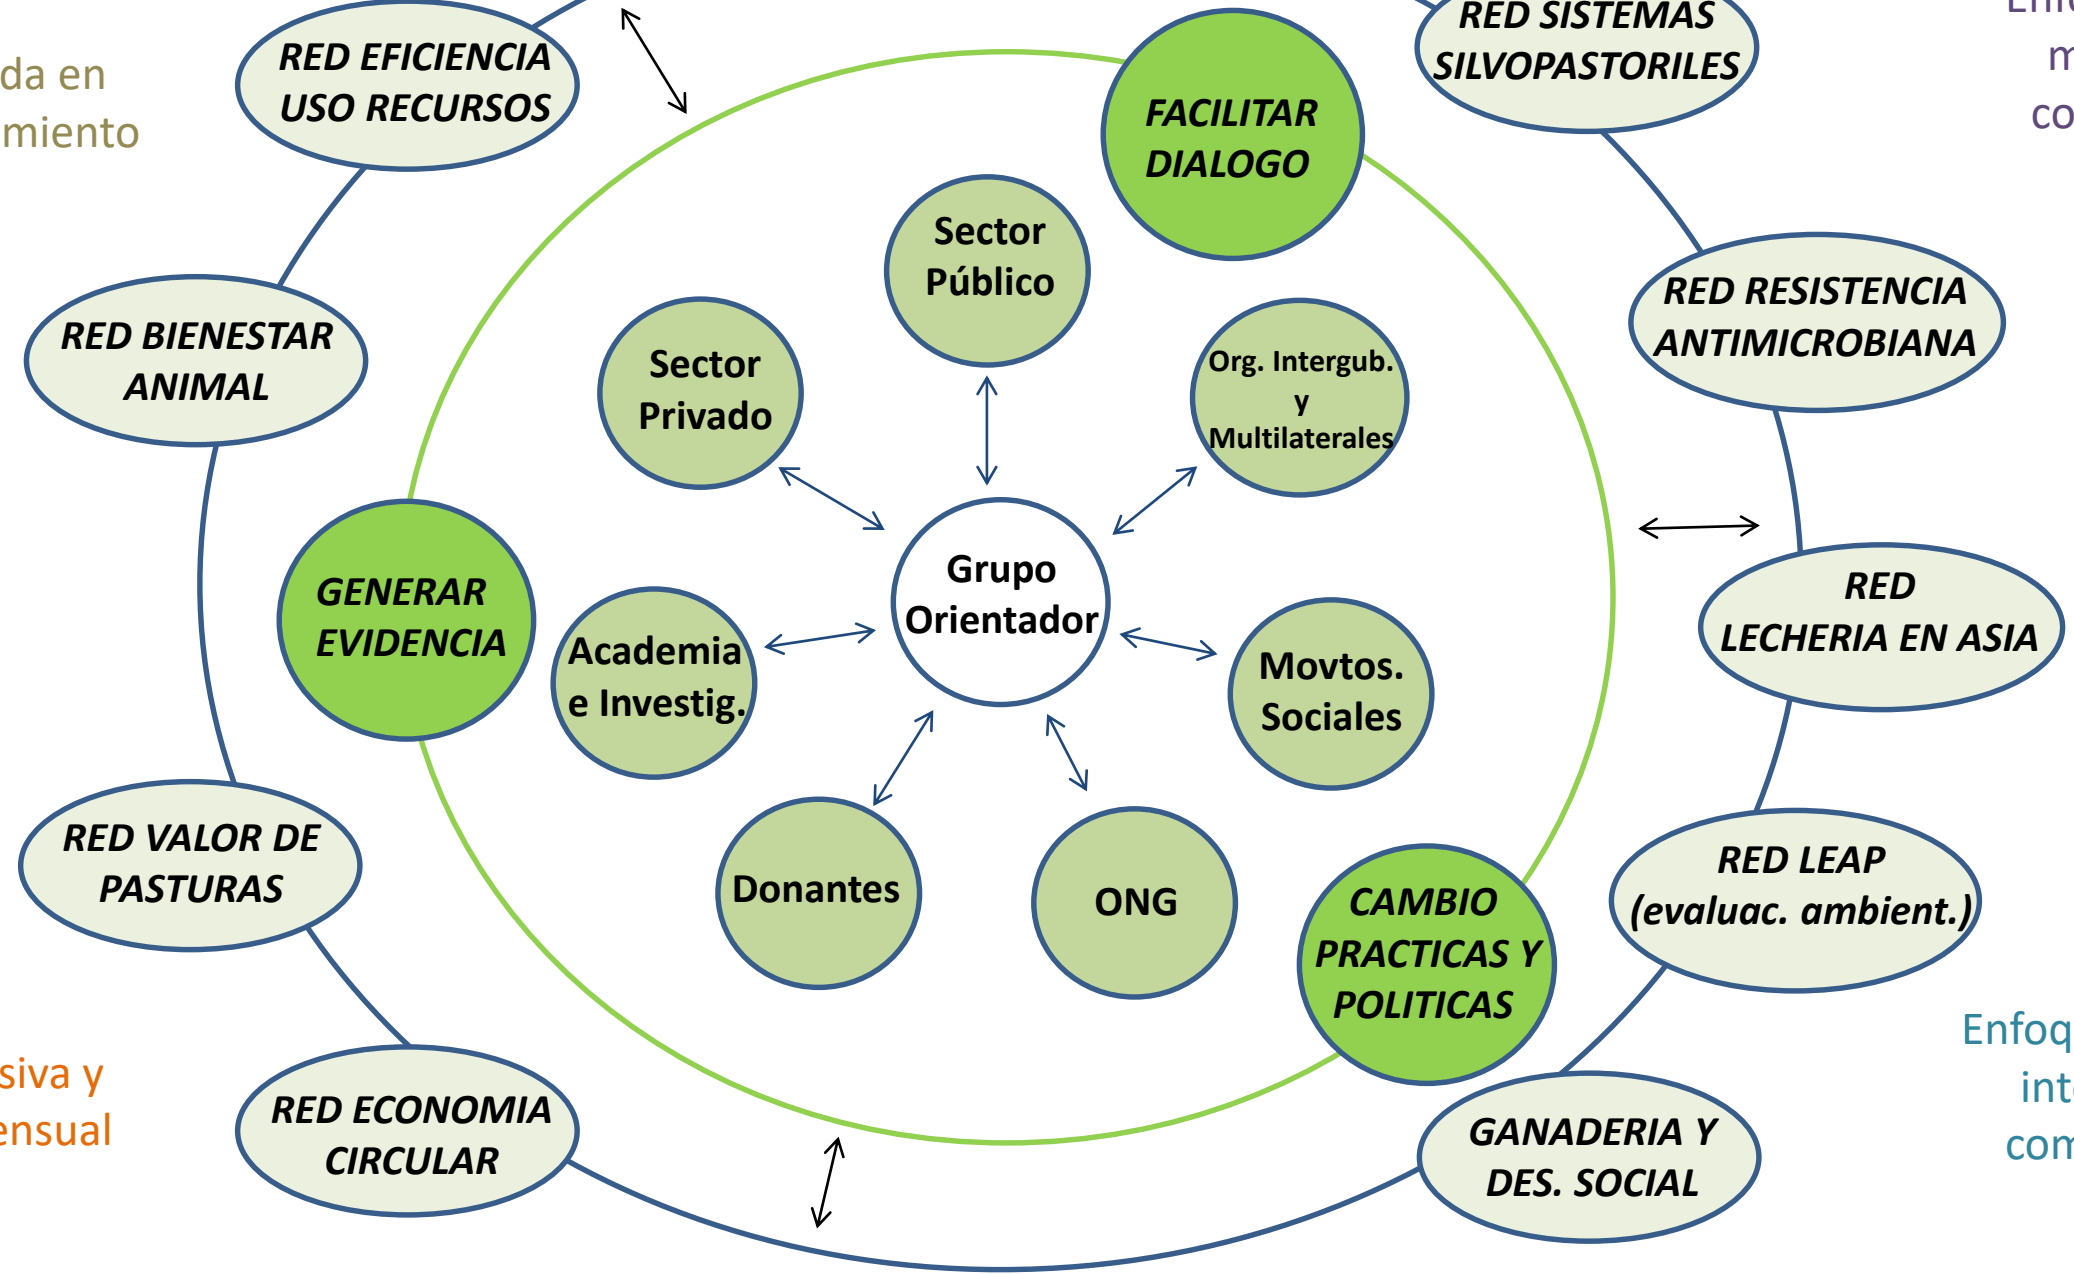 da en
miento
RED EFICIENCIA
USO RECURSOS
RED SISTEMAS
SILVOPASTORILES
FACILITAR
DIALOGO
RED BIENESTAR
ANIMAL
Sector
Público
Sector
Privado
Org. Intergub.
y
Multilaterales
RED RESISTENCIA
ANTIMICROBIANA
GENERAR
EVIDENCIA
Grupo
Orientador
Academia
e Investig.
Movtos.
Sociales
RED
LECHERIA EN ASIA
RED VALOR DE
PASTURAS
Donantes
ONG
CAMBIO
PRACTICAS Y
POLITICAS
RED LEAP
(evaluac. ambient.)
siva y
ensual
RED ECONOMIA
CIRCULAR
GANADERIA Y
DES. SOCIAL
Enfoq
int
com